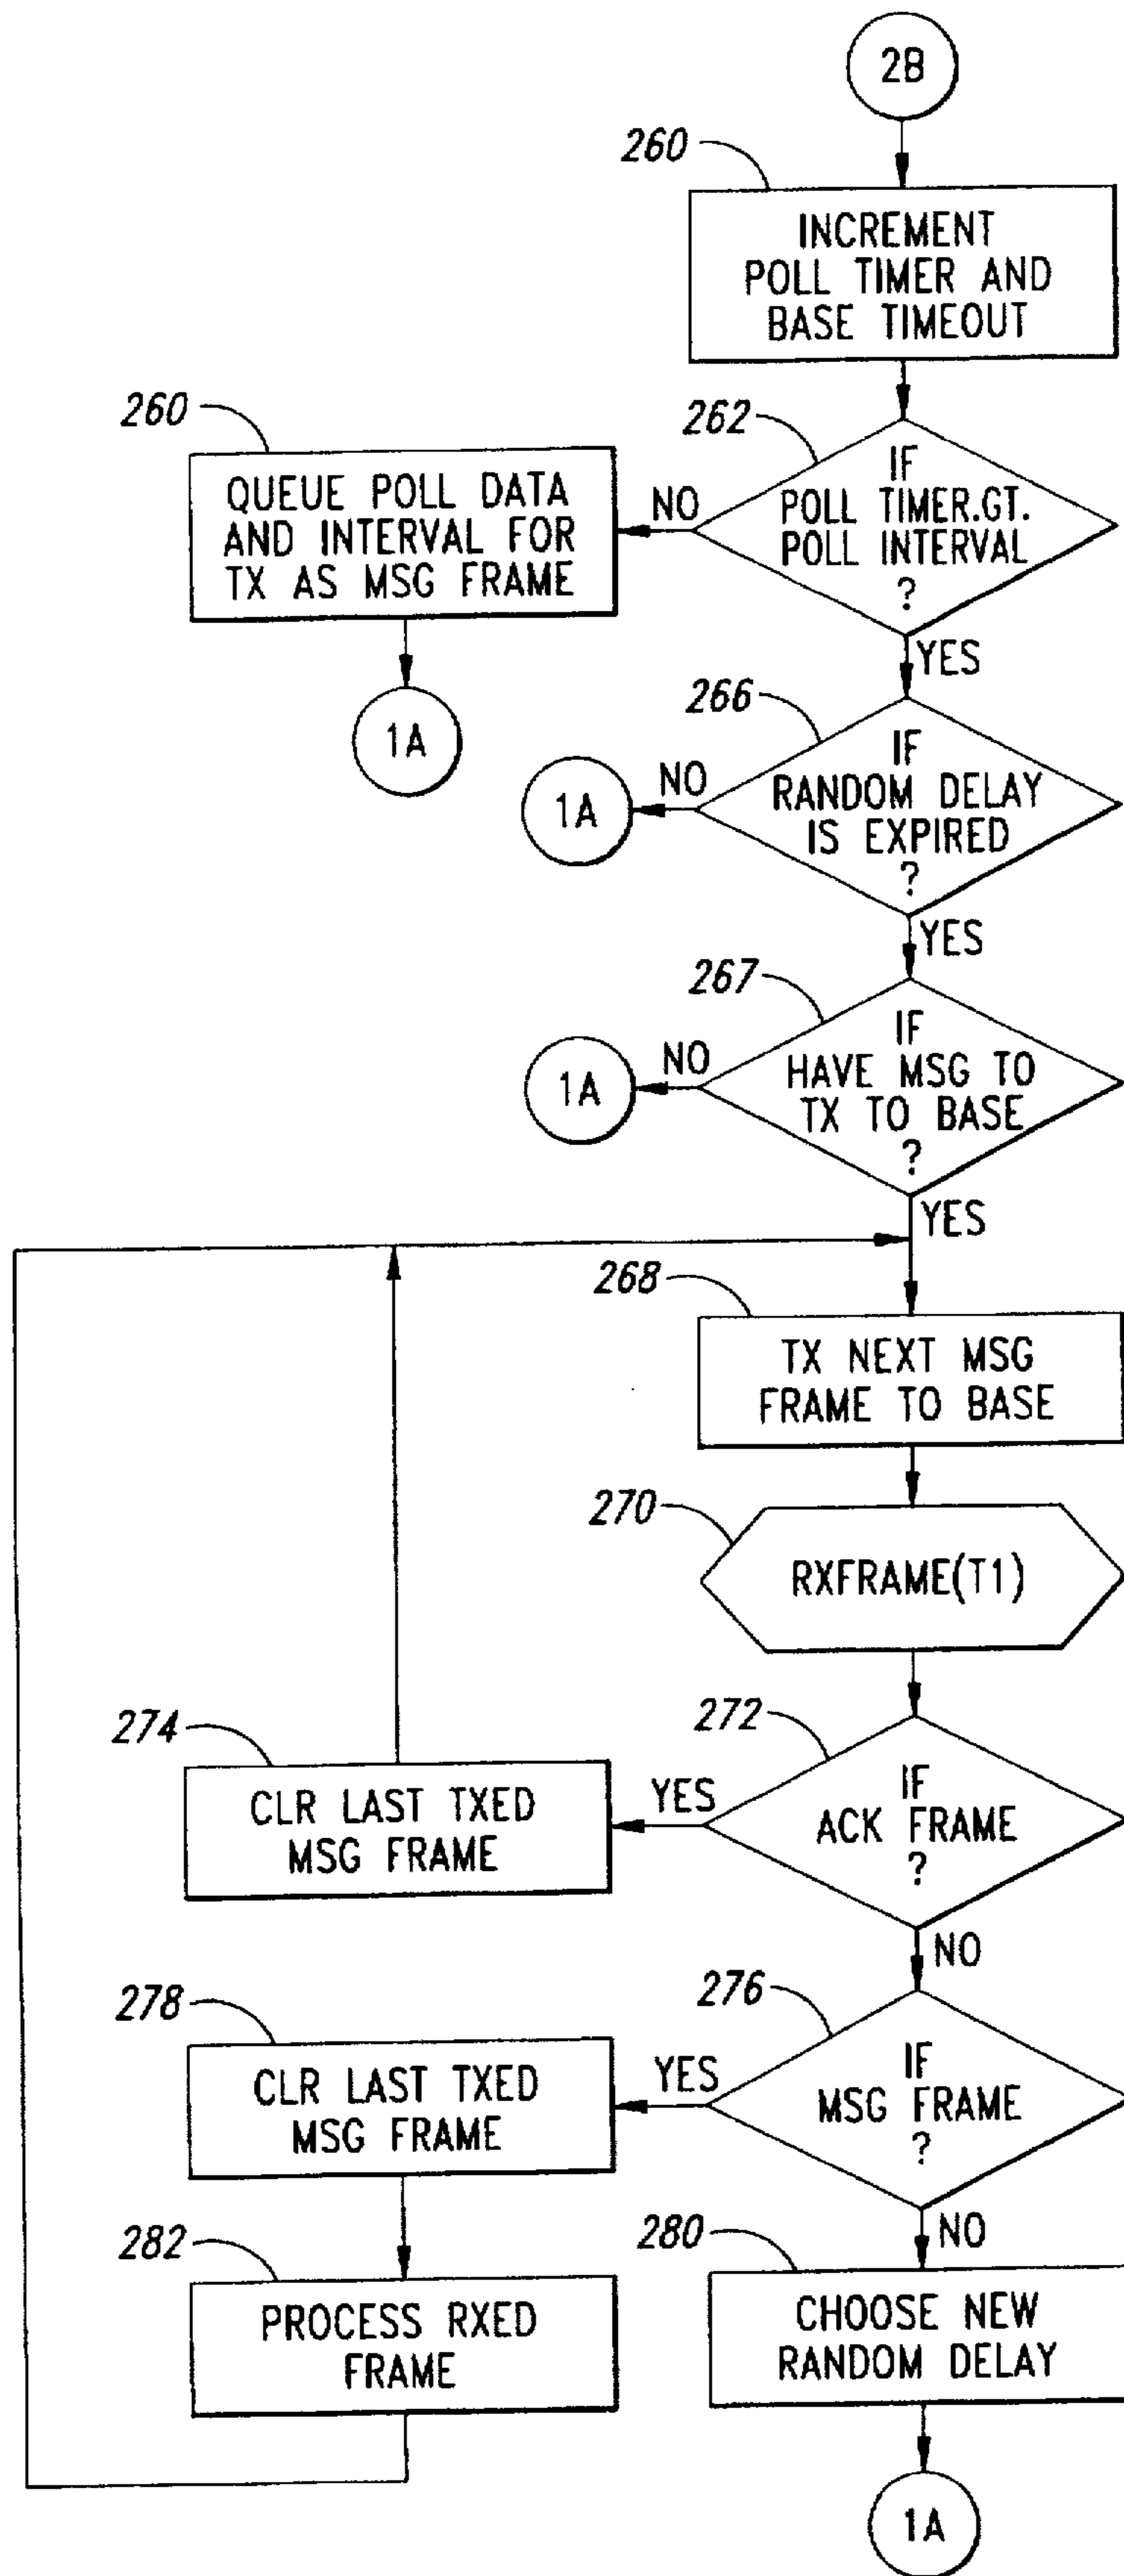 2B
260
INCREMENT
POLL TIMER AND
BASE TIMEOUT
260
QUEUE POLL DATA
AND INTERVAL FOR
TX AS MSG FRAME
NO
262
IF
POLL TIMER.GT.
POLL INTERVAL
?
YES
1A
266
IF
RANDOM DELAY
IS EXPIRED
?
NO
1A
YES
267
IF
HAVE MSG TO
TX TO BASE
?
NO
1A
YES
268
TX NEXT MSG
FRAME TO BASE
270
RXFRAME(T1)
272
IF
ACK FRAME
?
YES
274
CLR LAST TXED
MSG FRAME
NO
276
IF
MSG FRAME
?
YES
278
CLR LAST TXED
MSG FRAME
NO
282
PROCESS RXED
FRAME
280
CHOOSE NEW
RANDOM DELAY
1A